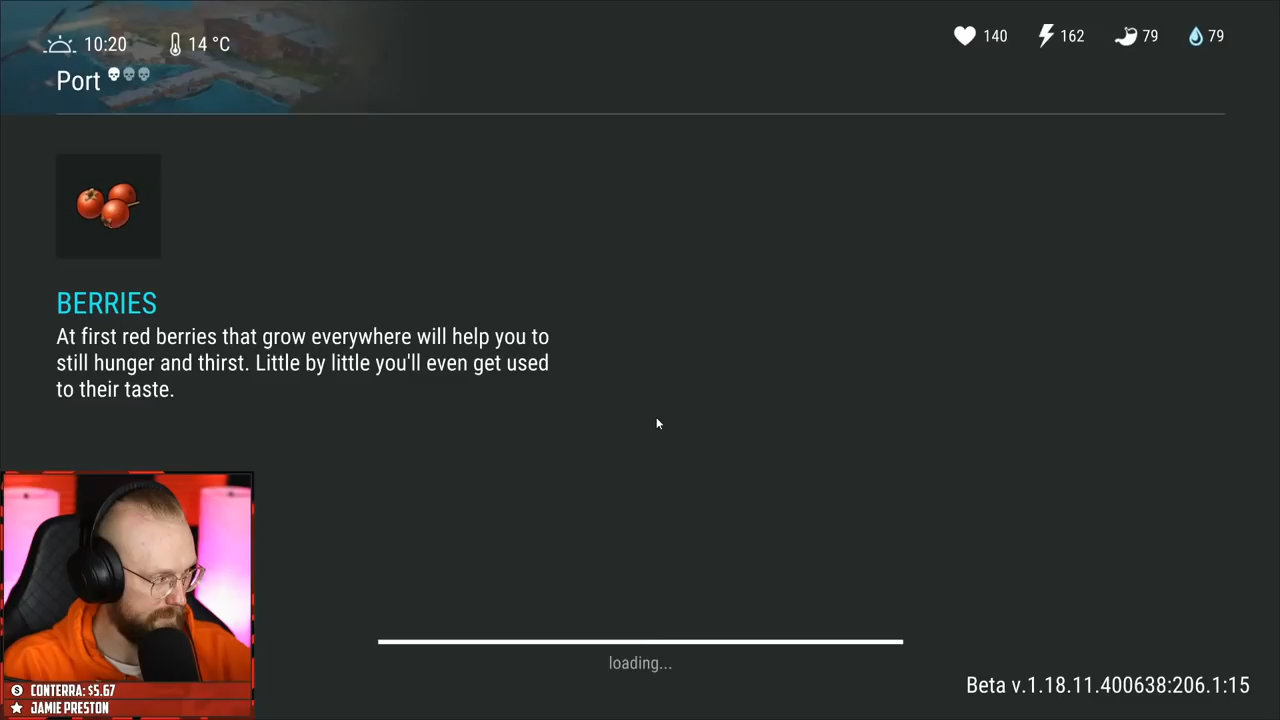 10:20 14 °C 140 162 79 79
Port
BERRIES
At first red berries that grow everywhere will help you to
still hunger and thirst. Little by little you'll even get used
to their taste.
loading...
Beta v.1.18.11.400638:206.1:15
CONTERRA: $5.67
JAMIE PRESTON